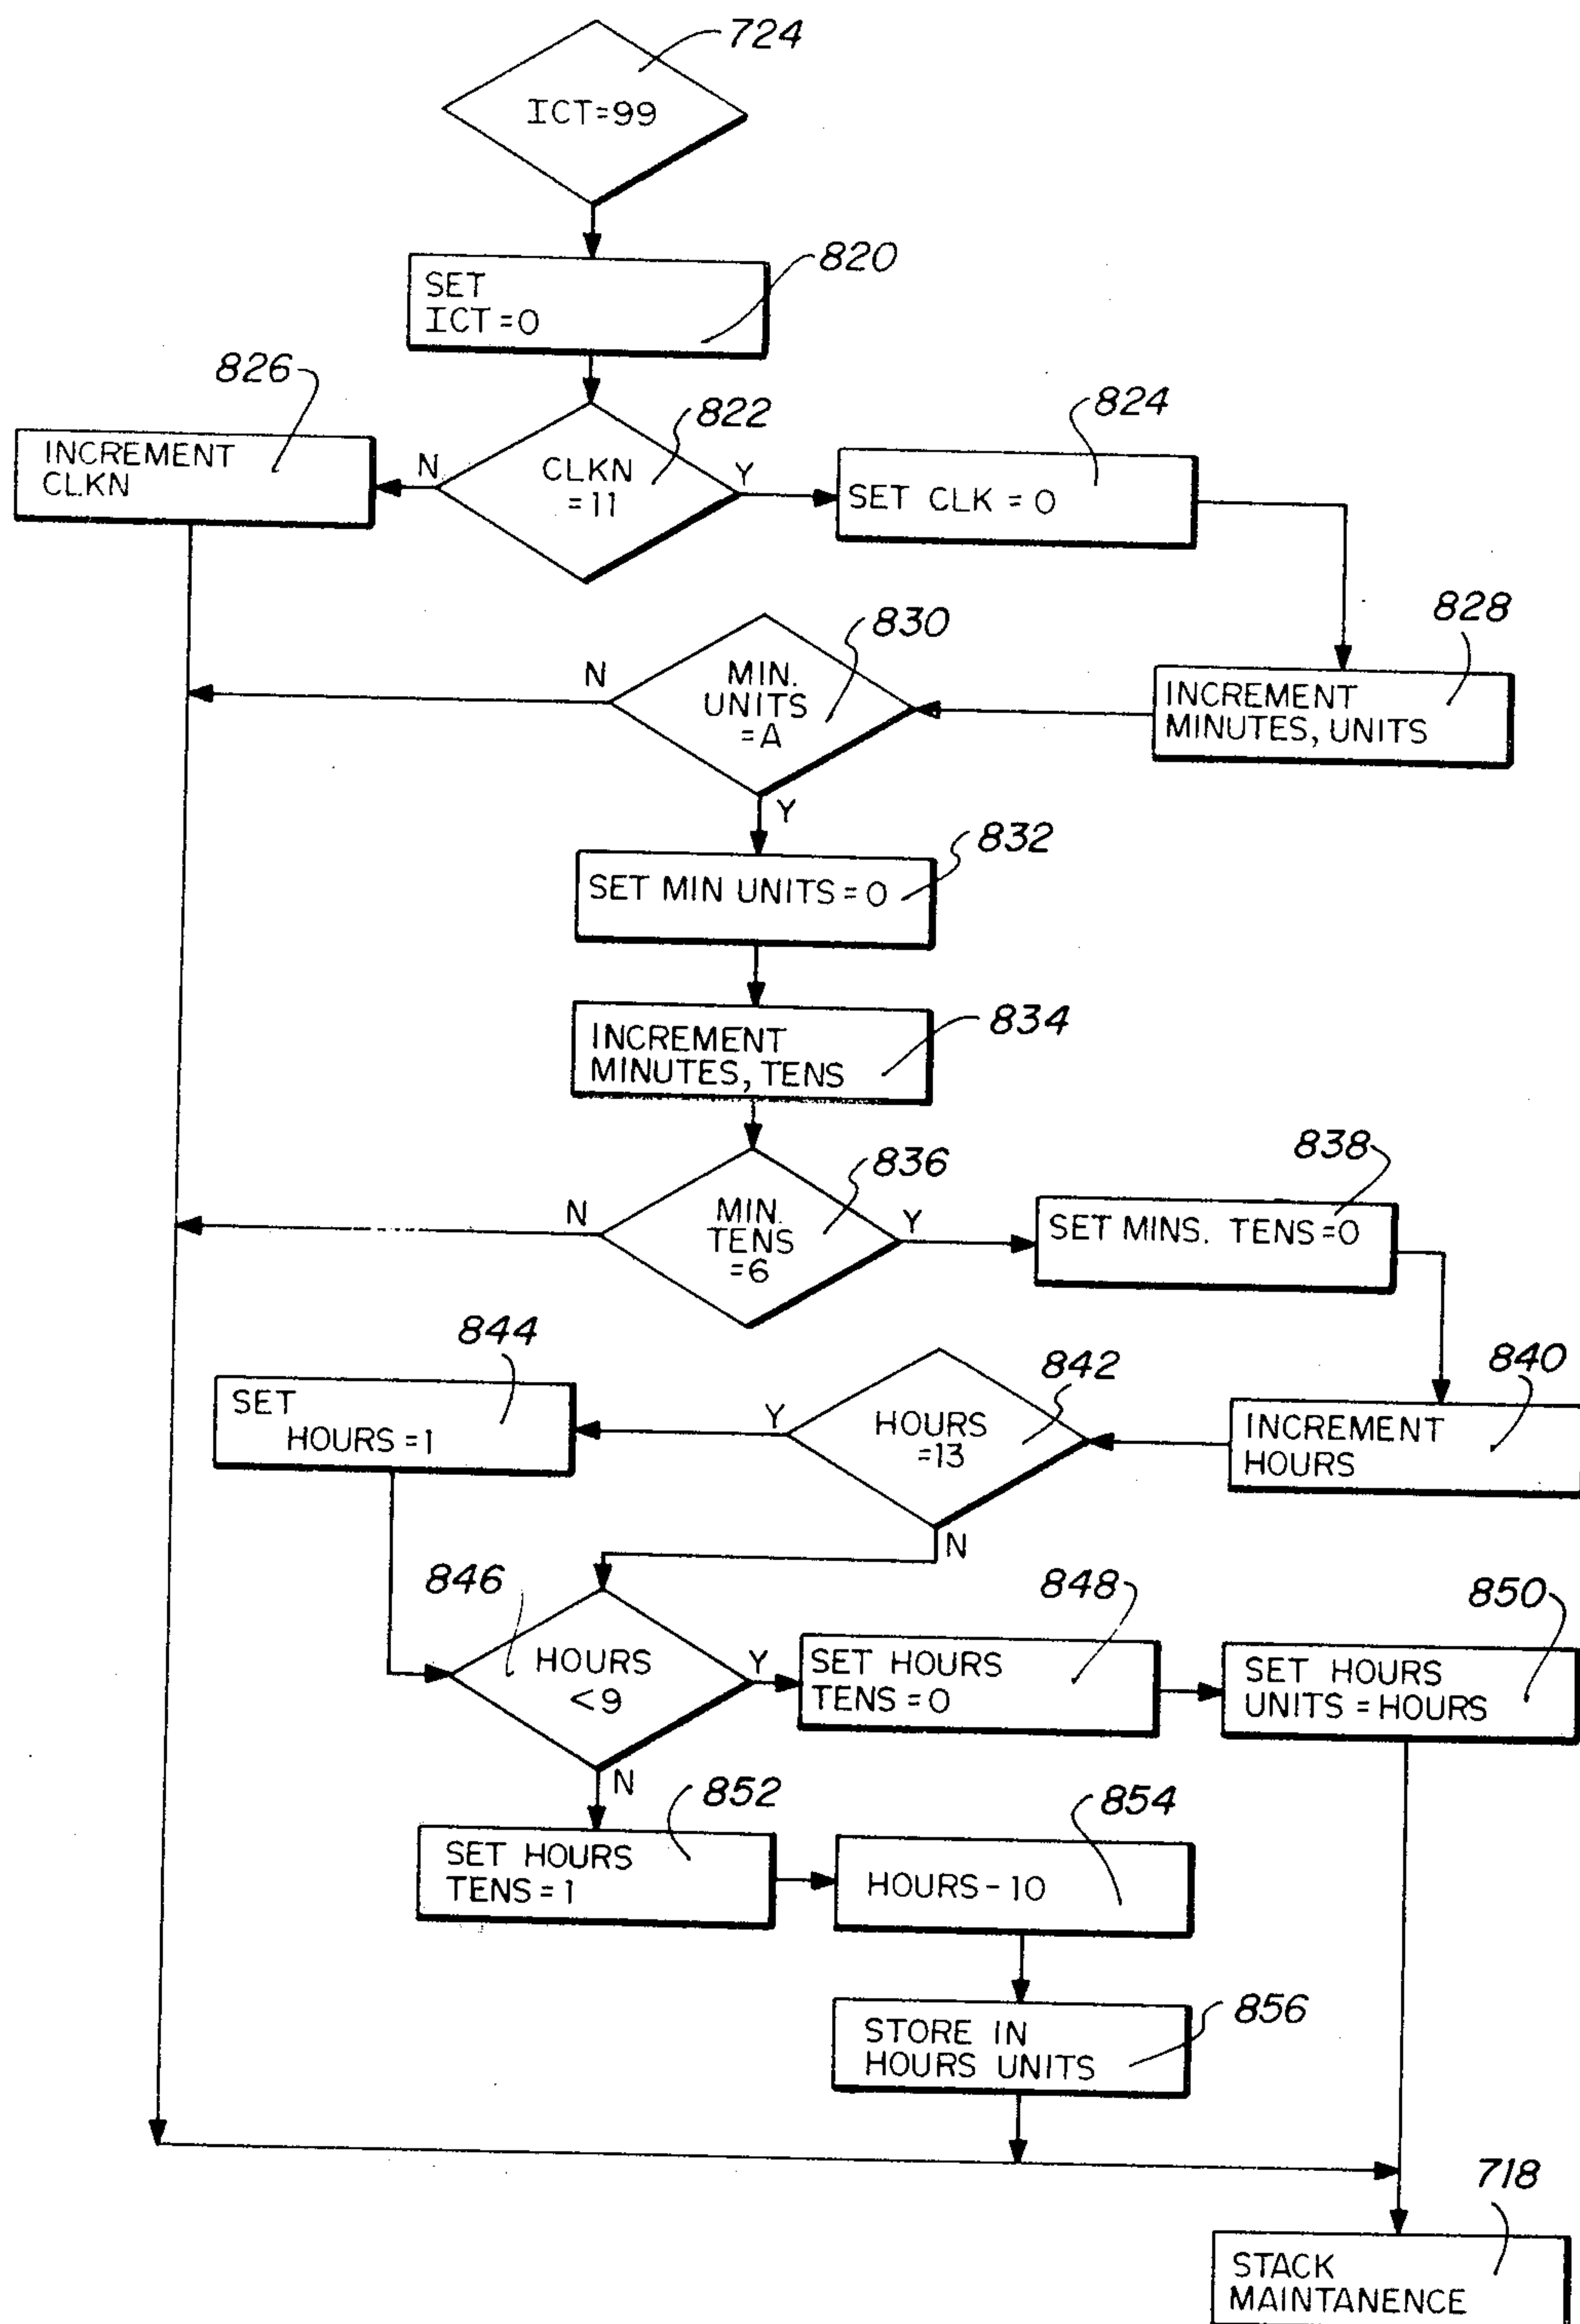 724
ICT=99
820
SET
ICT=0
826
822
824
INCREMENT
CLKN
N
CLKN
=11
Y
SET CLK = 0
830
828
N
MIN.
UNITS
=A
INCREMENT
MINUTES, UNITS
Y
832
SET MIN UNITS = 0
834
INCREMENT
MINUTES, TENS
836
838
N
MIN.
TENS
=6
Y
SET MINS. TENS=0
844
842
840
SET
HOURS =1
Y
HOURS
=13
INCREMENT
HOURS
N
846
848
850
HOURS
<9
Y
SET HOURS
TENS = 0
SET HOURS
UNITS = HOURS
N
852
854
SET HOURS
TENS = 1
HOURS - 10
856
STORE IN
HOURS UNITS
718
STACK
MAINTANENCE